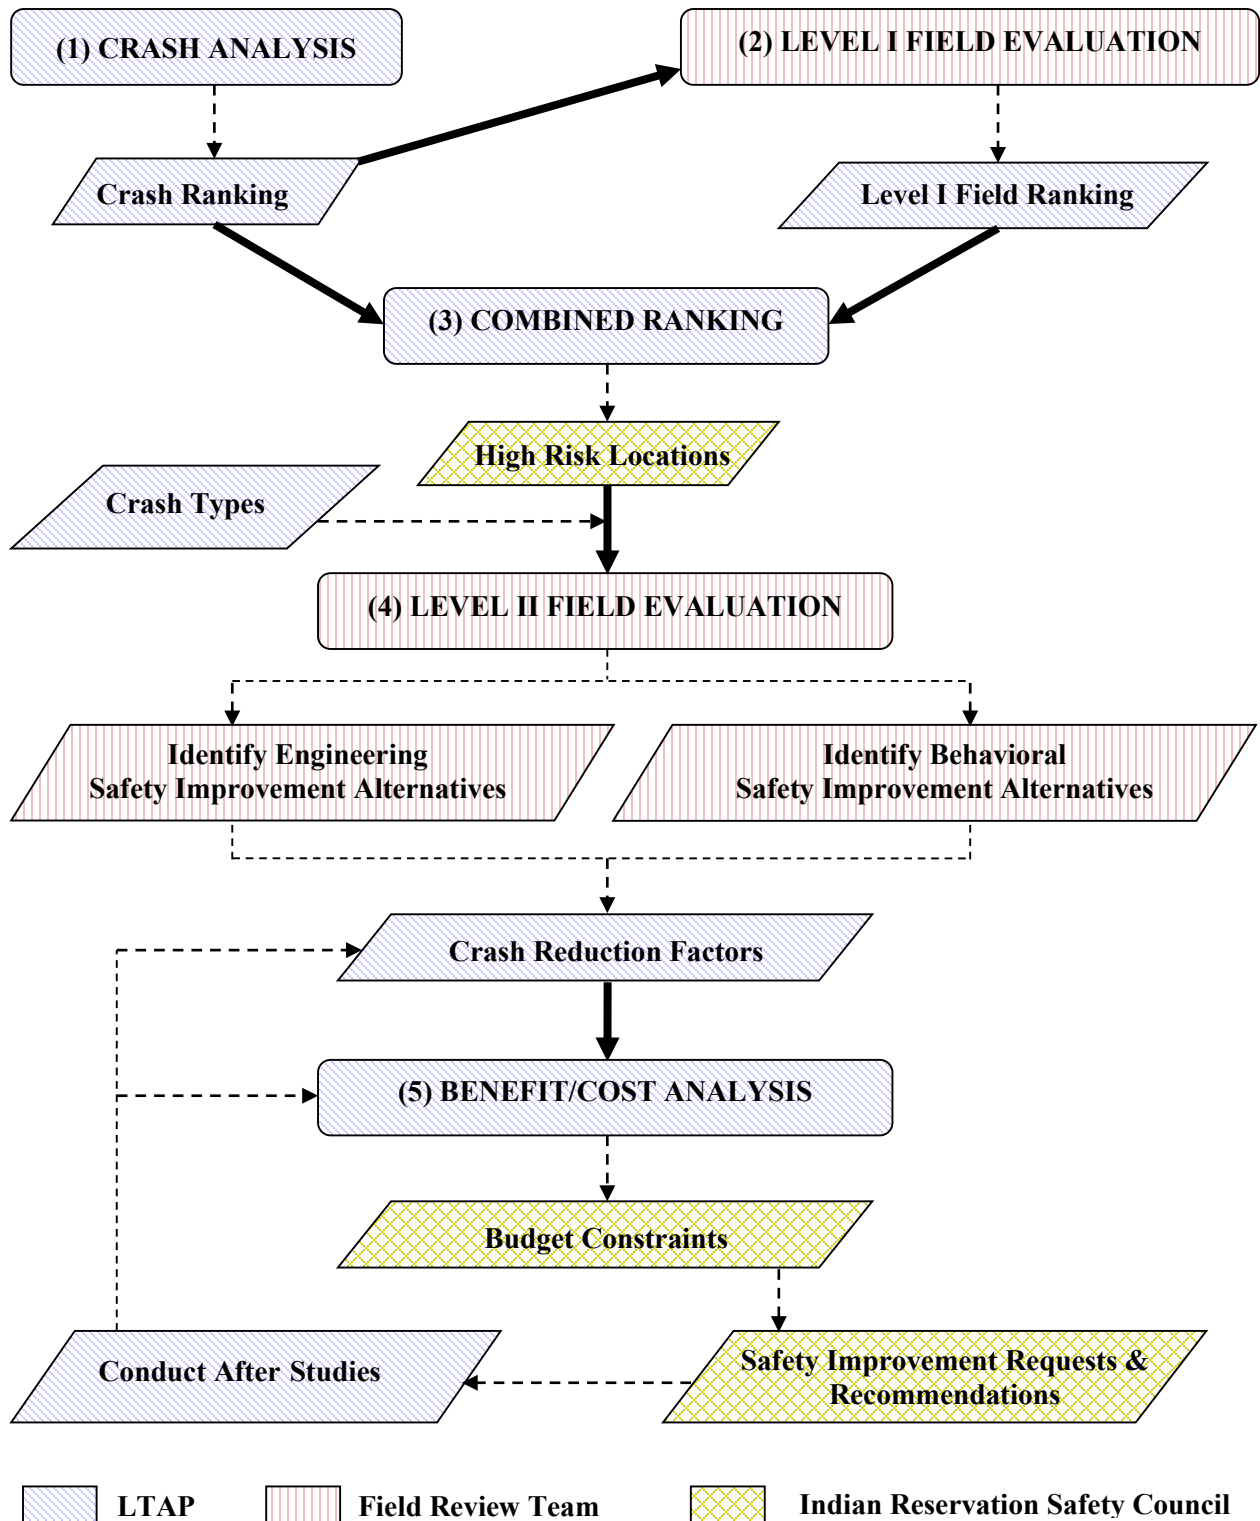 (1) CRASH ANALYSIS
(2) LEVEL I FIELD EVALUATION
Crash Ranking
Level I Field Ranking
(3) COMBINED RANKING
High Risk Locations
Crash Types
(4) LEVEL II FIELD EVALUATION
Identify Engineering
Safety Improvement Alternatives
Identify Behavioral
Safety Improvement Alternatives
Crash Reduction Factors
(5) BENEFIT/COST ANALYSIS
Budget Constraints
Conduct After Studies
Safety Improvement Requests &
Recommendations
LTAP
Field Review Team
Indian Reservation Safety Council